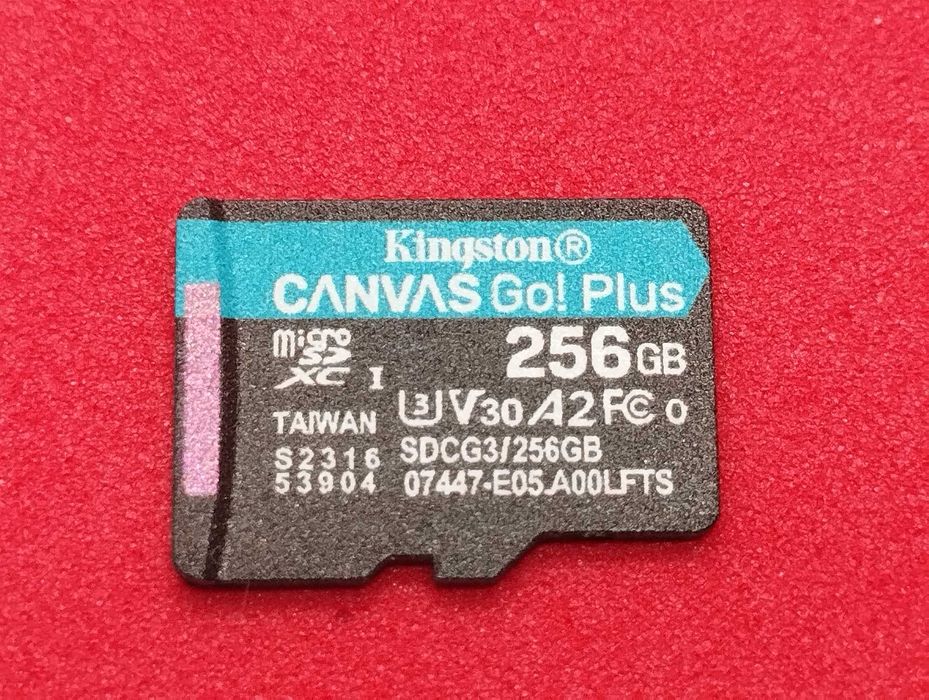 Kingston®
CANVAS Go! Plus
micro
SD
XC I
256GB
TAIWAN
U3 V30 A2 FC 0
S2316
53904
SDCG3/256GB
07447-E05.A00LFTS